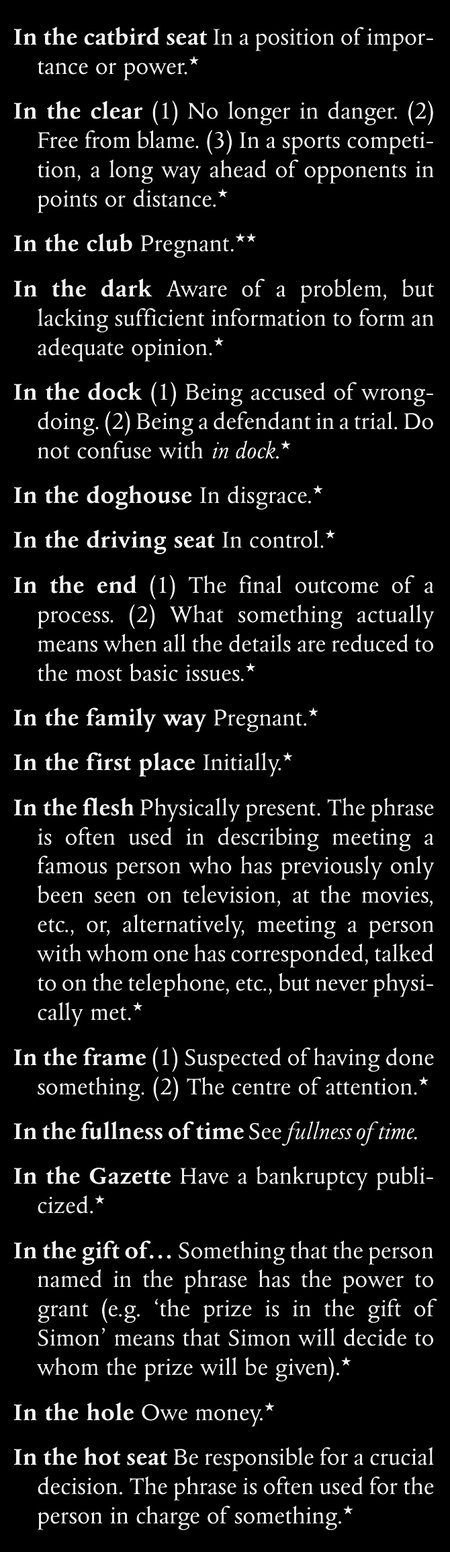 In the catbird seat In a position of impor-
tance or power.★
In the clear (1) No longer in danger. (2)
Free from blame. (3) In a sports competi-
tion, a long way ahead of opponents in
points or distance.★
In the club Pregnant.★★
In the dark Aware of a problem, but
lacking sufficient information to form an
adequate opinion.★
In the dock (1) Being accused of wrong-
doing. (2) Being a defendant in a trial. Do
not confuse with in dock.★
In the doghouse In disgrace.★
In the driving seat In control.★
In the end (1) The final outcome of a
process. (2) What something actually
means when all the details are reduced to
the most basic issues.★
In the family way Pregnant.★
In the first place Initially.★
In the flesh Physically present. The phrase
is often used in describing meeting a
famous person who has previously only
been seen on television, at the movies,
etc., or, alternatively, meeting a person
with whom one has corresponded, talked
to on the telephone, etc., but never physi-
cally met.★
In the frame (1) Suspected of having done
something. (2) The centre of attention.★
In the fullness of time See fullness of time.
In the Gazette Have a bankruptcy publi-
cized.★
In the gift of… Something that the person
named in the phrase has the power to
grant (e.g. ‘the prize is in the gift of
Simon’ means that Simon will decide to
whom the prize will be given).★
In the hole Owe money.★
In the hot seat Be responsible for a crucial
decision. The phrase is often used for the
person in charge of something.★